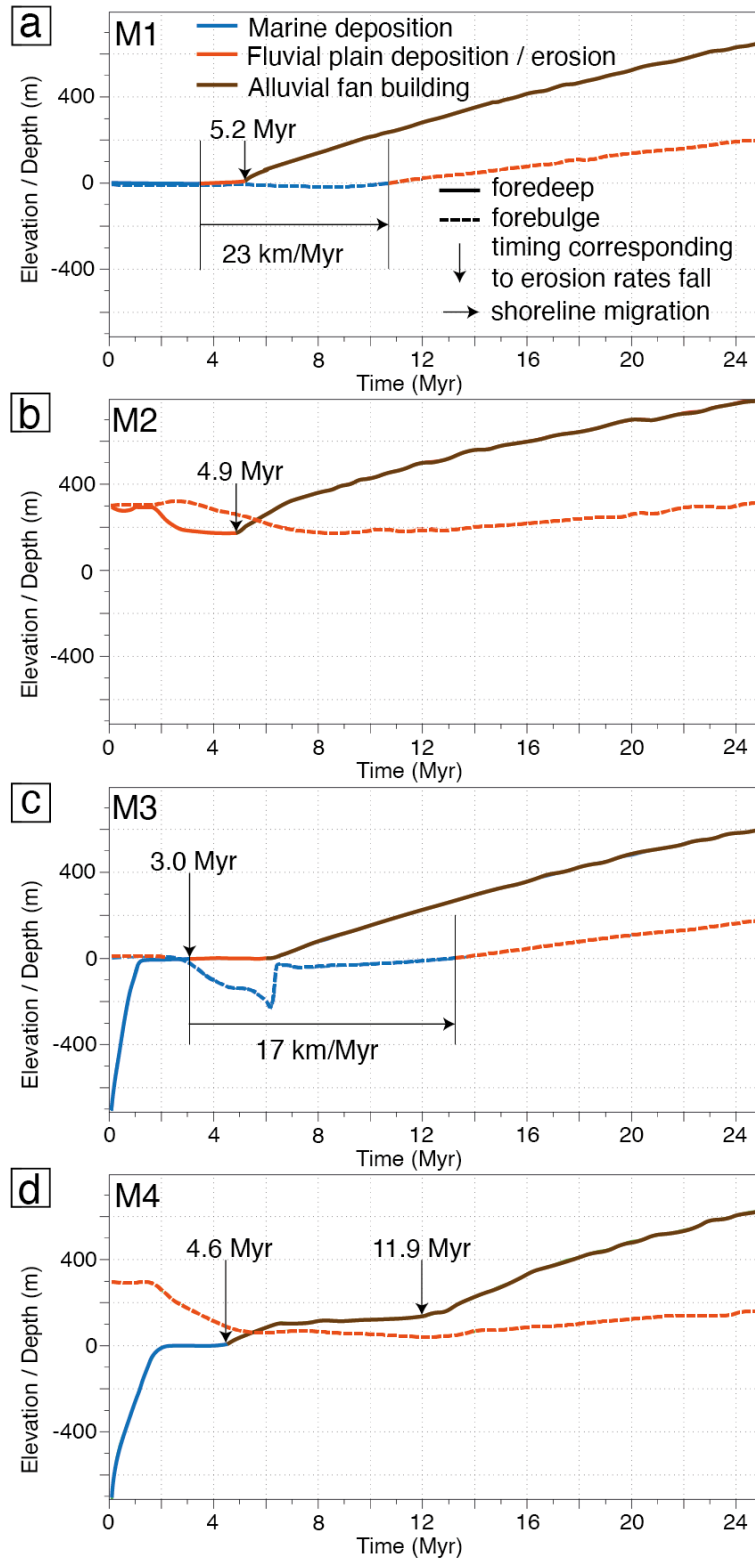 a
M1
Marine deposition
Fluvial plain deposition / erosion
Alluvial fan building
5.2 Myr
foredeep
forebulge
timing corresponding
to erosion rates fall
shoreline migration
23 km/Myr
Elevation / Depth (m)
400
0
-400
0 4 8 12 16 20 24
Time (Myr)
b
M2
4.9 Myr
Elevation / Depth (m)
400
0
-400
0 4 8 12 16 20 24
Time (Myr)
c
M3
3.0 Myr
17 km/Myr
Elevation / Depth (m)
400
0
-400
0 4 8 12 16 20 24
Time (Myr)
d
M4
4.6 Myr
11.9 Myr
Elevation / Depth (m)
400
0
-400
0 4 8 12 16 20 24
Time (Myr)